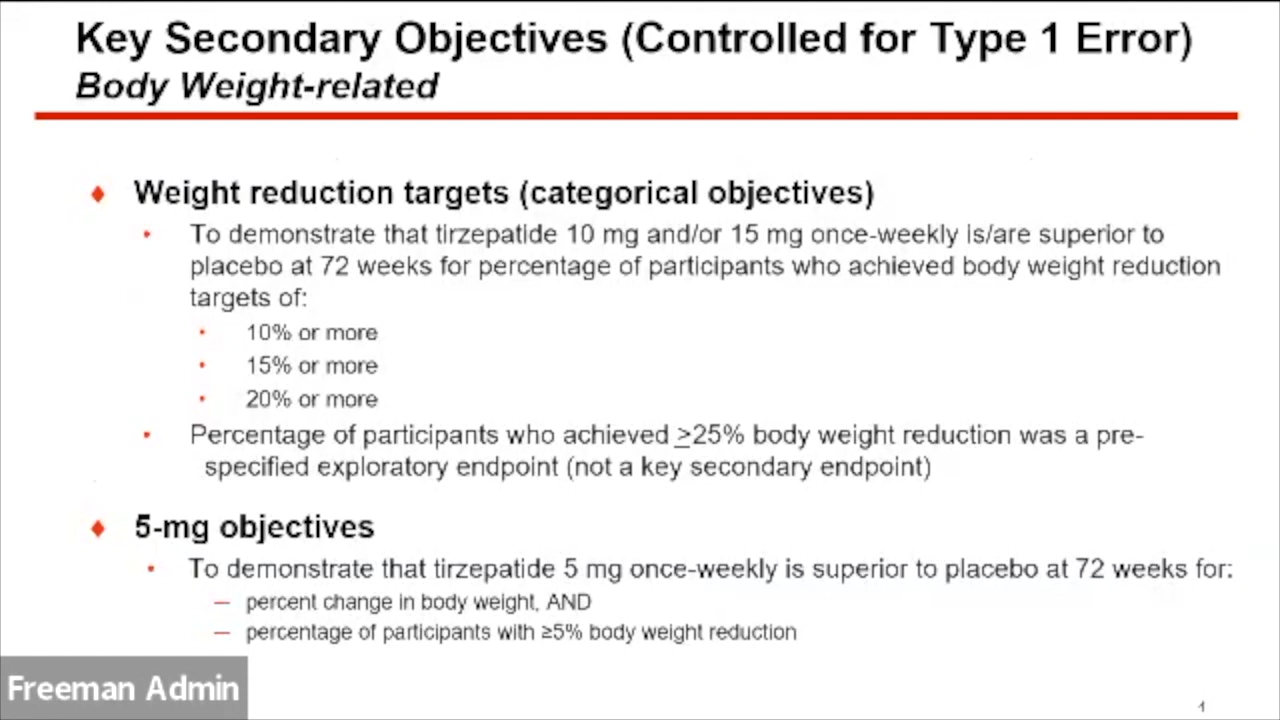 Key Secondary Objectives (Controlled for Type 1 Error)
Body Weight-related
Weight reduction targets (categorical objectives)
To demonstrate that tirzepatide 10 mg and/or 15 mg once-weekly is/are superior to
placebo at 72 weeks for percentage of participants who achieved body weight reduction
targets of:
10% or more
15% or more
20% or more
Percentage of participants who achieved ≥25% body weight reduction was a pre-
specified exploratory endpoint (not a key secondary endpoint)
5-mg objectives
To demonstrate that tirzepatide 5 mg once-weekly is superior to placebo at 72 weeks for:
— percent change in body weight, AND
— percentage of participants with ≥5% body weight reduction
Freeman Admin
4